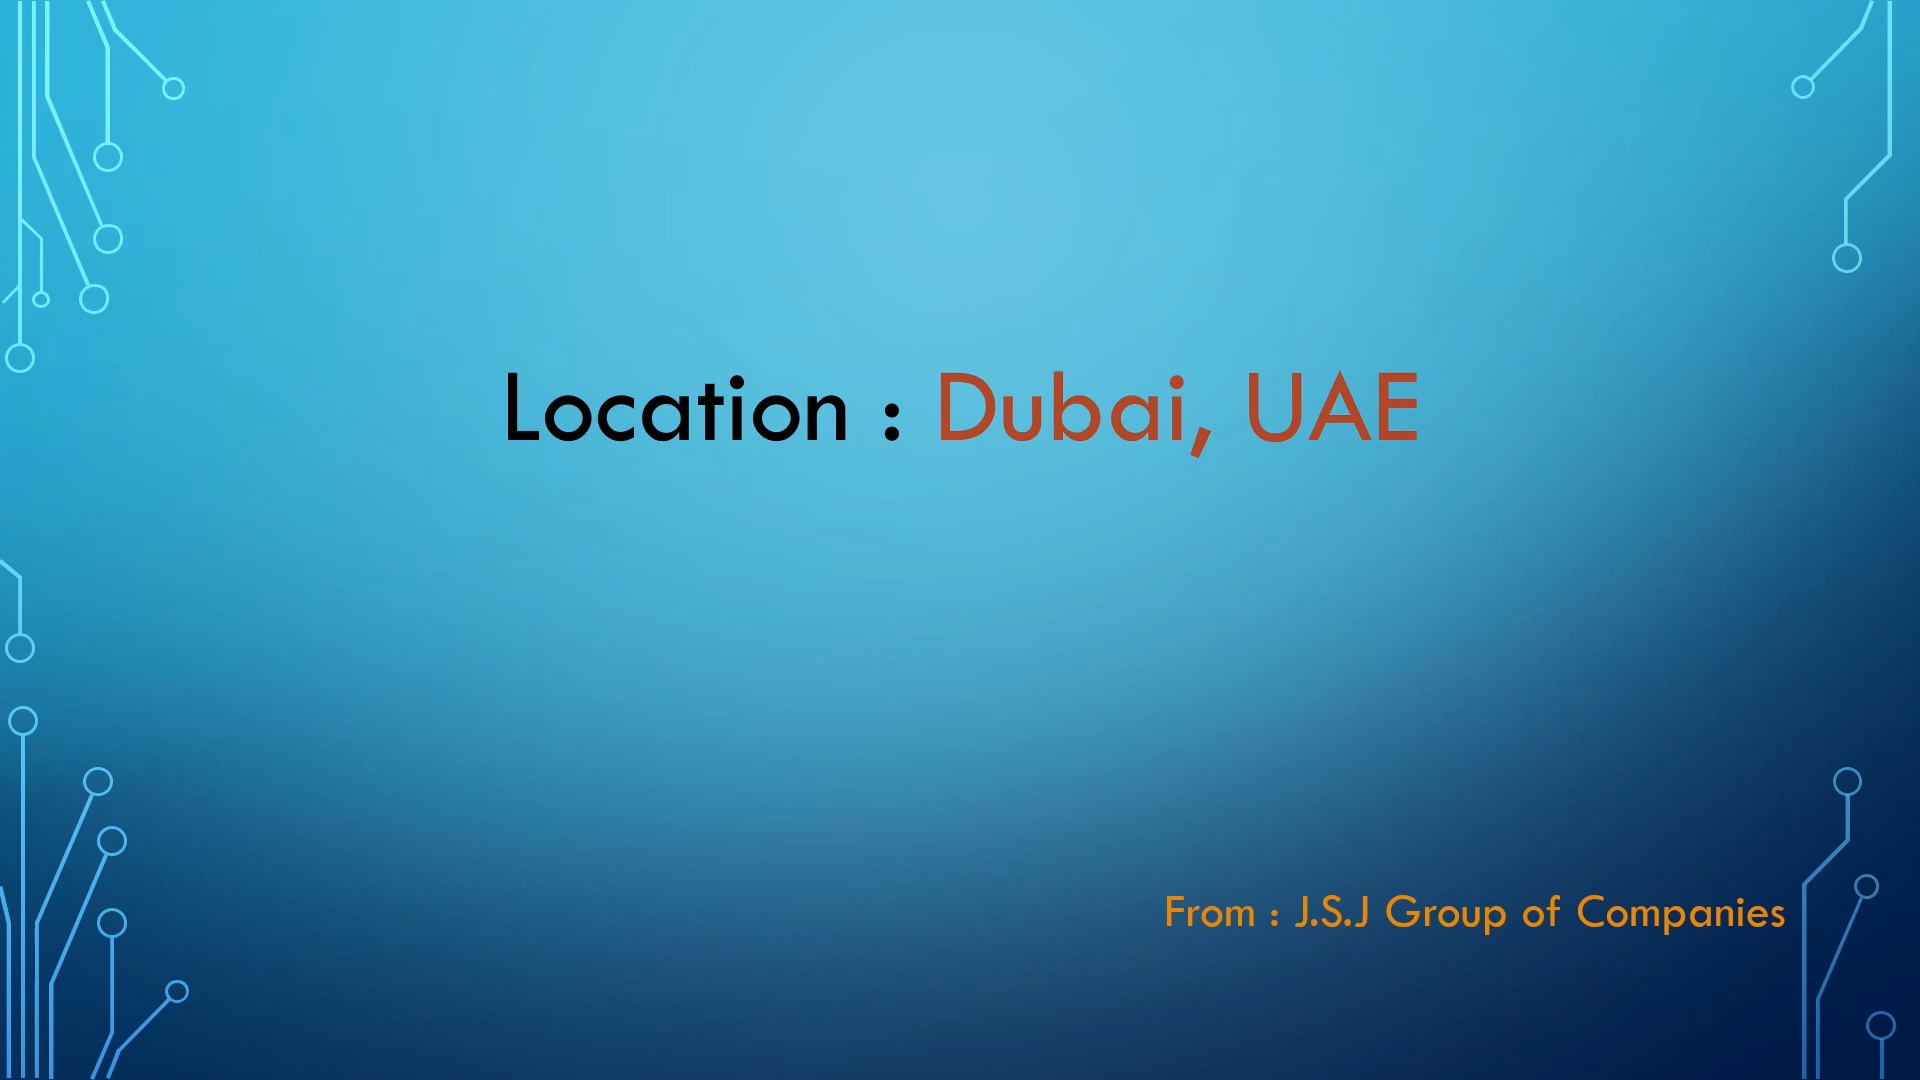 Location : Dubai, UAE
From : J.S.J Group of Companies